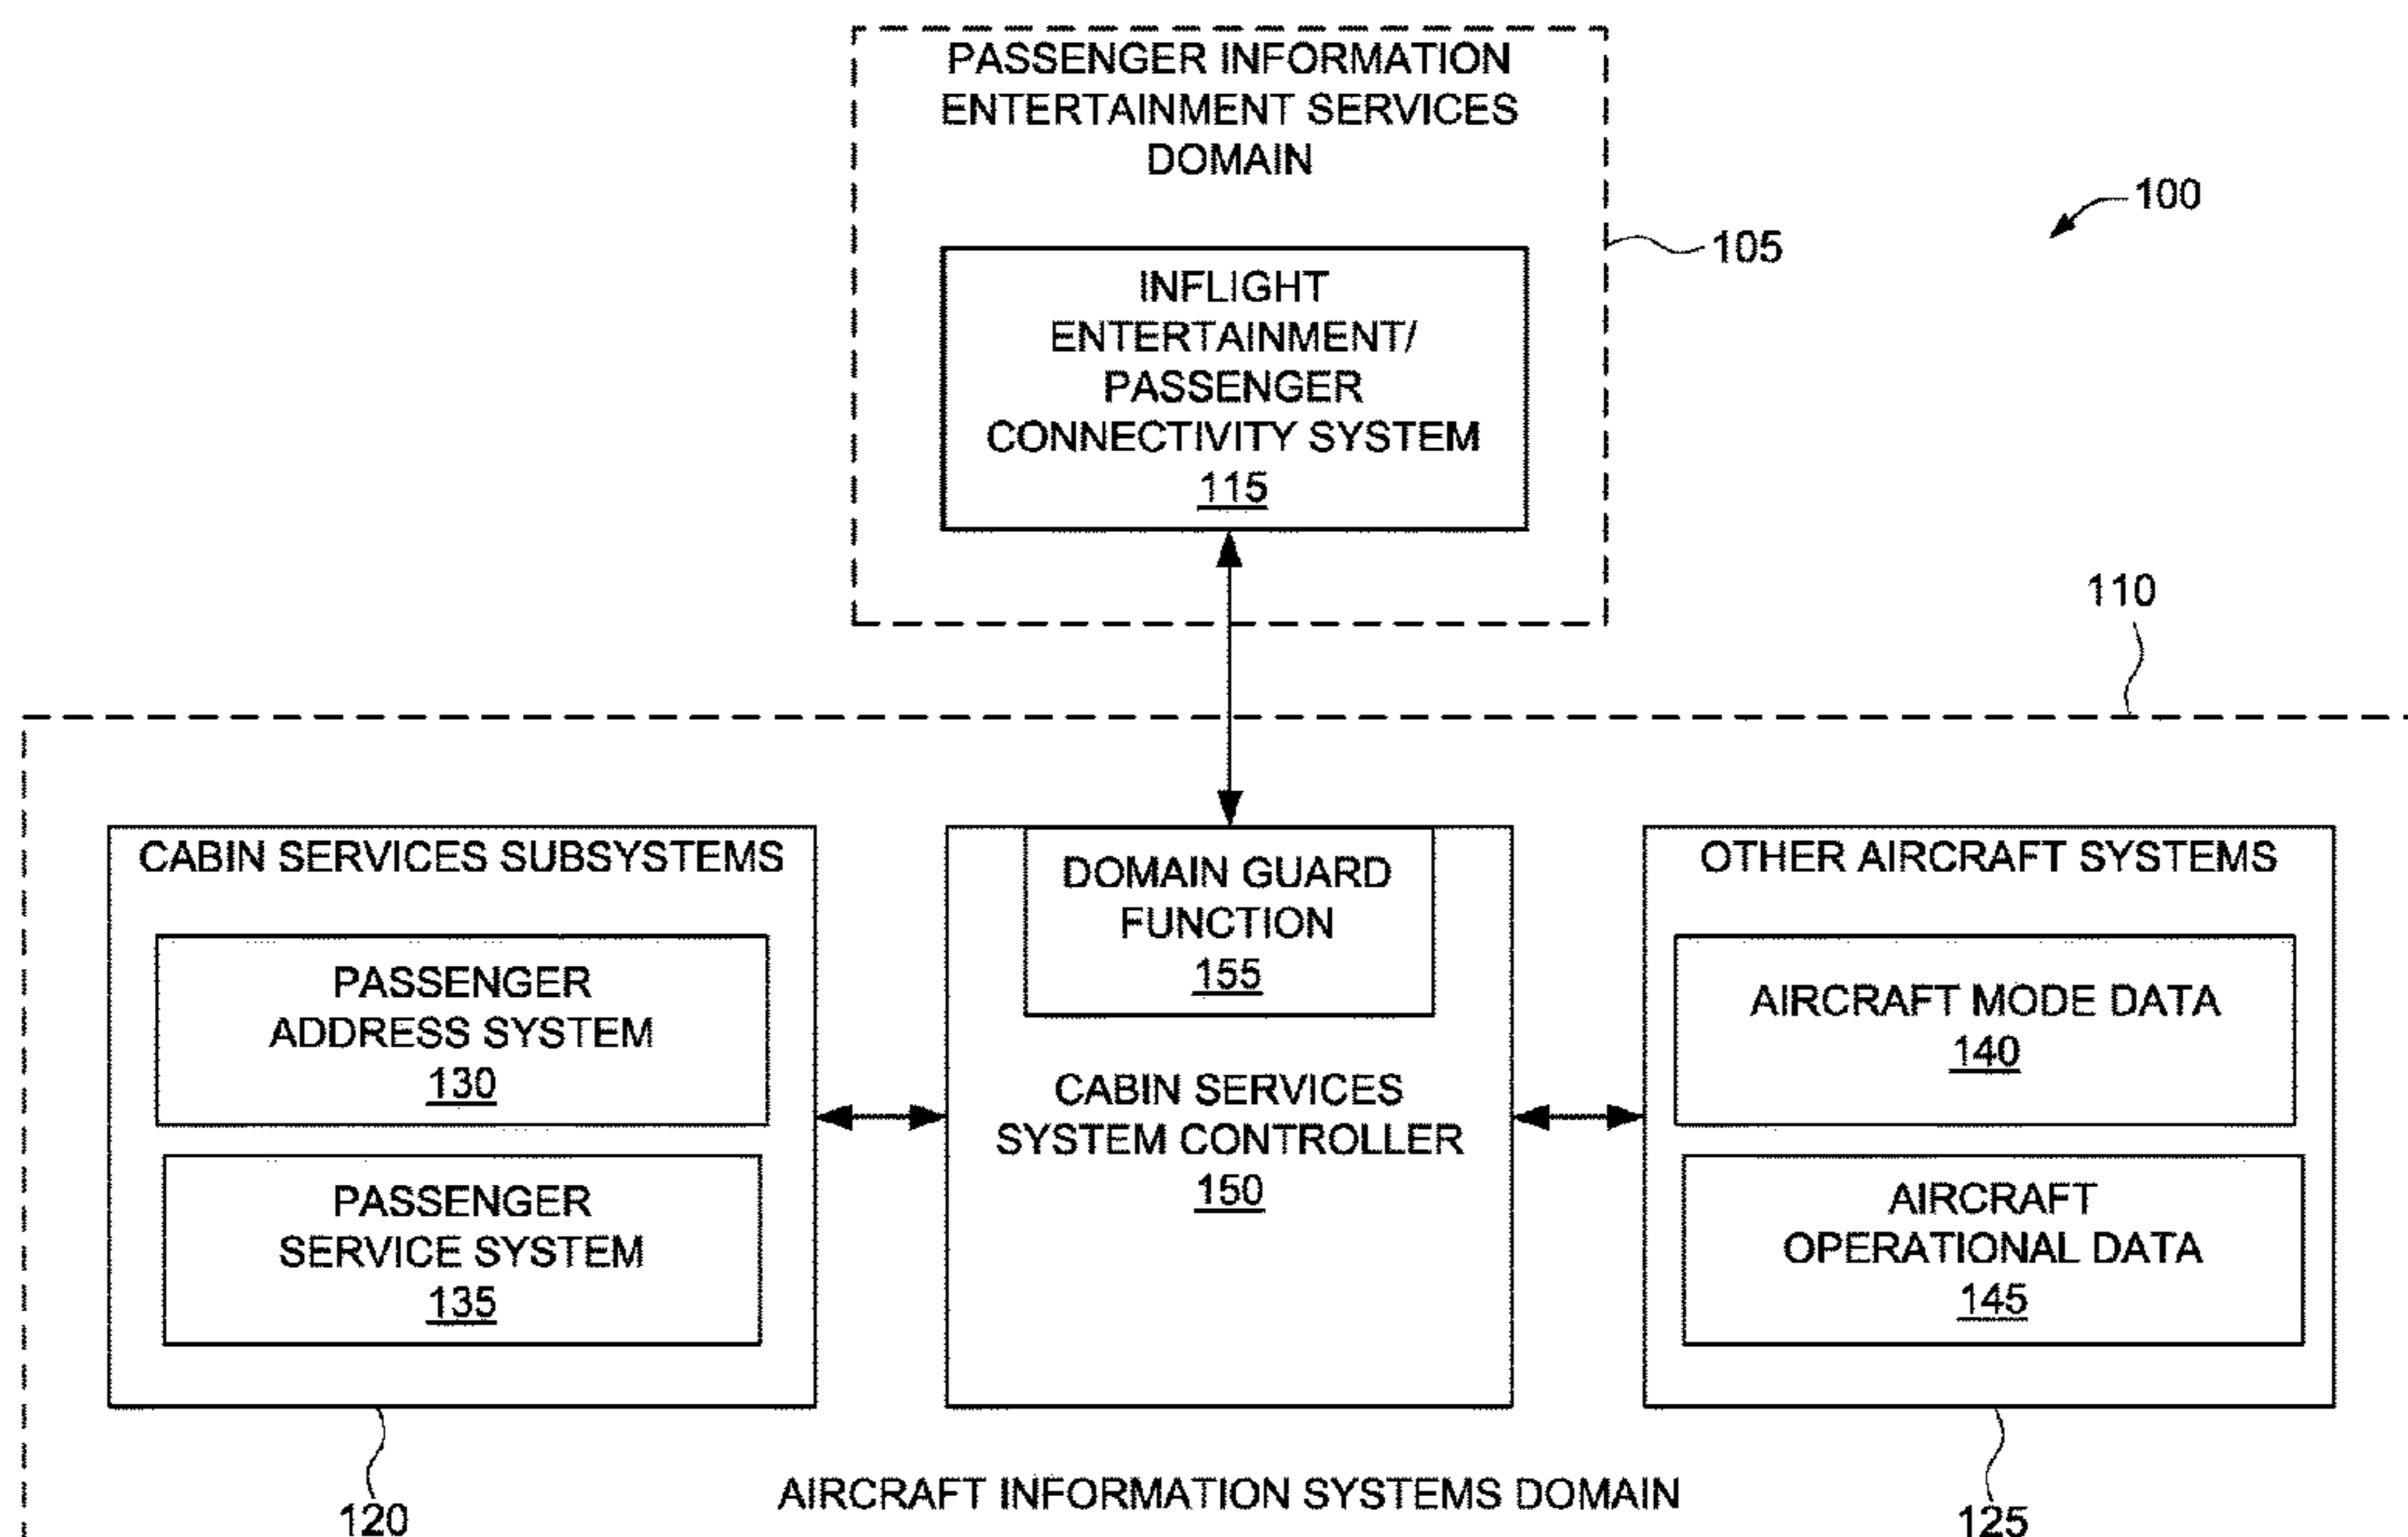 PASSENGER INFORMATION
ENTERTAINMENT SERVICES
DOMAIN
100
105
INFLIGHT
ENTERTAINMENT/
PASSENGER
CONNECTIVITY SYSTEM
115
110
CABIN SERVICES SUBSYSTEMS
PASSENGER
ADDRESS SYSTEM
130
PASSENGER
SERVICE SYSTEM
135
120
DOMAIN GUARD
FUNCTION
155
CABIN SERVICES
SYSTEM CONTROLLER
150
OTHER AIRCRAFT SYSTEMS
AIRCRAFT MODE DATA
140
AIRCRAFT
OPERATIONAL DATA
145
125
AIRCRAFT INFORMATION SYSTEMS DOMAIN